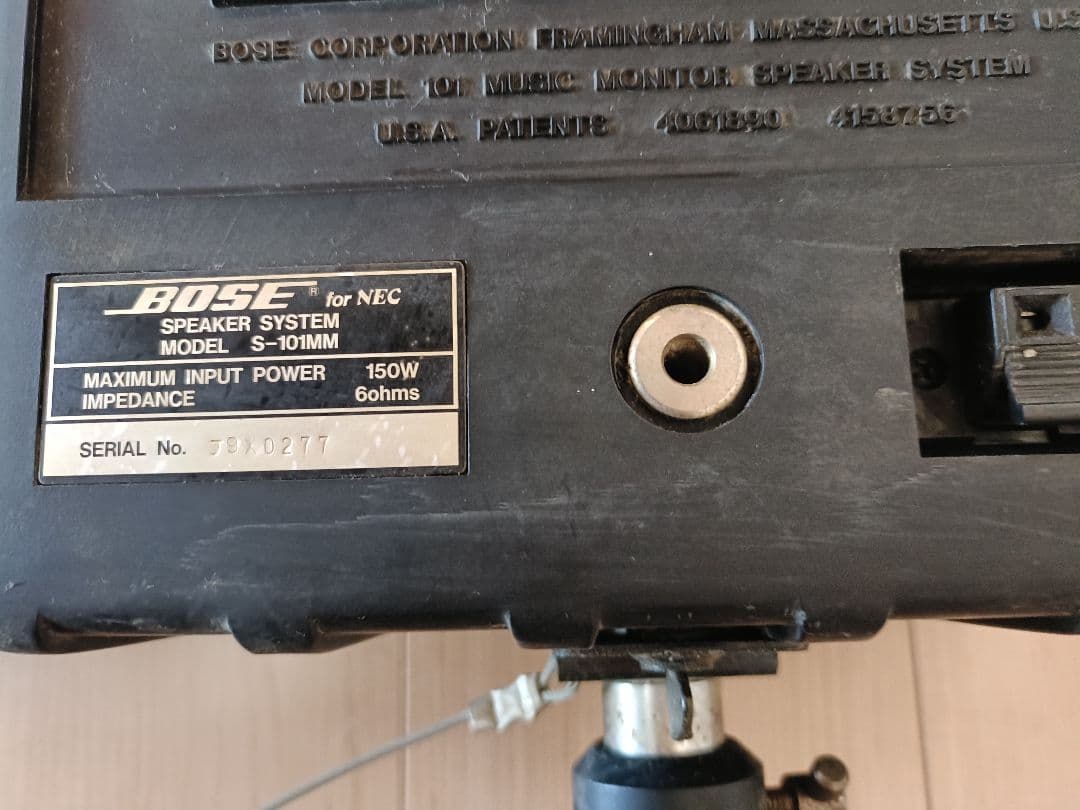 BOSE CORPORATION FRAMINGHAM MASSACHUSETTS U.S
MODEL 101 MUSIC MONITOR SPEAKER SYSTEM
U.S.A. PATENTS 4061890 4158756
BOSE® for NEC
SPEAKER SYSTEM
MODEL S-101MM
MAXIMUM INPUT POWER 150W
IMPEDANCE 6ohms
SERIAL No.